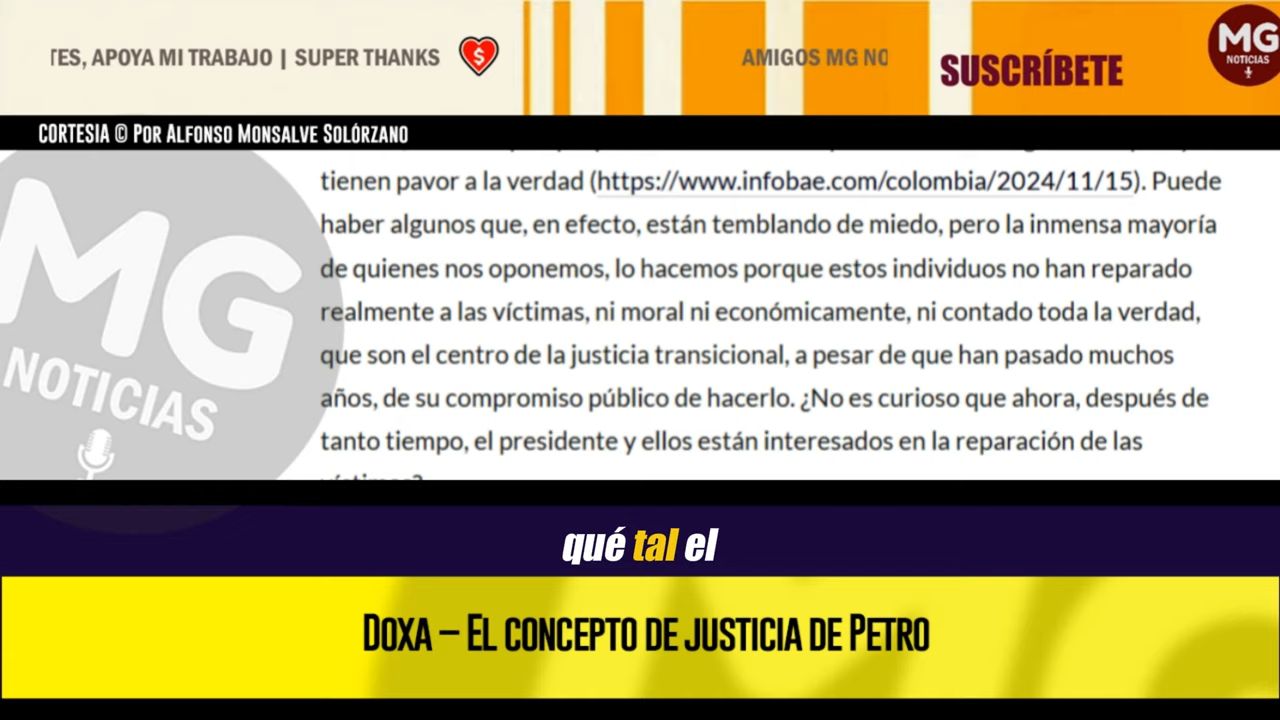 TES, APOYA MI TRABAJO | SUPER THANKS
AMIGOS MG NO
SUSCRÍBETE
MG
NOTICIAS
CORTESIA © POR ALFONSO MONSALVE SOLÓRZANO
MG
NOTICIAS
tienen pavor a la verdad (https://www.infobae.com/colombia/2024/11/15). Puede
haber algunos que, en efecto, están temblando de miedo, pero la inmensa mayoría
de quienes nos oponemos, lo hacemos porque estos individuos no han reparado
realmente a las víctimas, ni moral ni económicamente, ni contado toda la verdad,
que son el centro de la justicia transicional, a pesar de que han pasado muchos
años, de su compromiso público de hacerlo. ¿No es curioso que ahora, después de
tanto tiempo, el presidente y ellos están interesados en la reparación de las
qué tal el
DOXA – EL CONCEPTO DE JUSTICIA DE PETRO